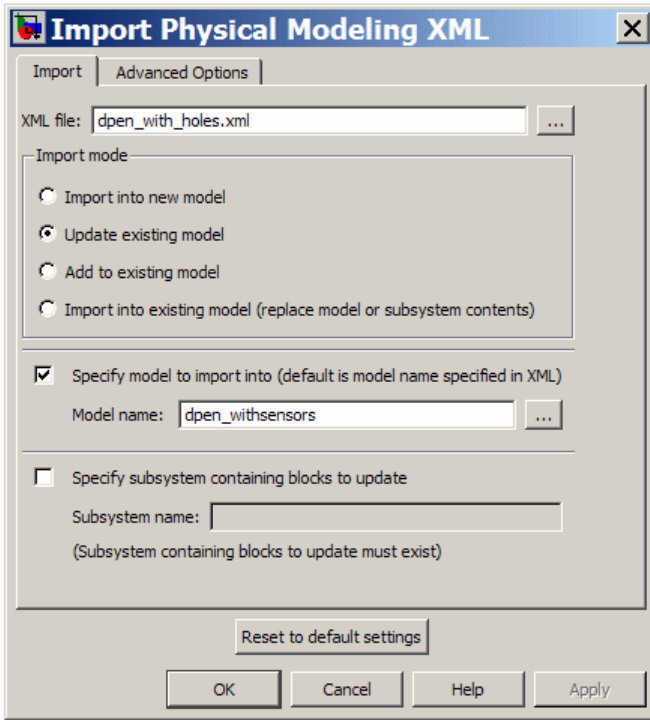 Import Physical Modeling XML
Import Advanced Options
XML file: dpen_with_holes.xml ...
Import mode
Import into new model
Update existing model
Add to existing model
Import into existing model (replace model or subsystem contents)
Specify model to import into (default is model name specified in XML)
Model name: dpen_withsensors ...
Specify subsystem containing blocks to update
Subsystem name:
(Subsystem containing blocks to update must exist)
Reset to default settings
OK Cancel Help Apply